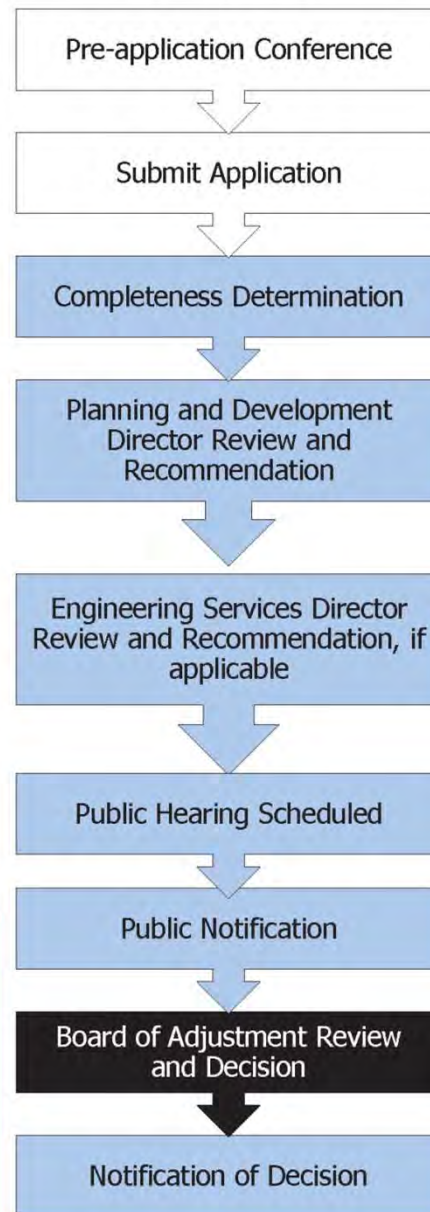 Pre-application Conference
Submit Application
Completeness Determination
Planning and Development
Director Review and
Recommendation
Engineering Services Director
Review and Recommendation, if
applicable
Public Hearing Scheduled
Public Notification
Board of Adjustment Review
and Decision
Notification of Decision